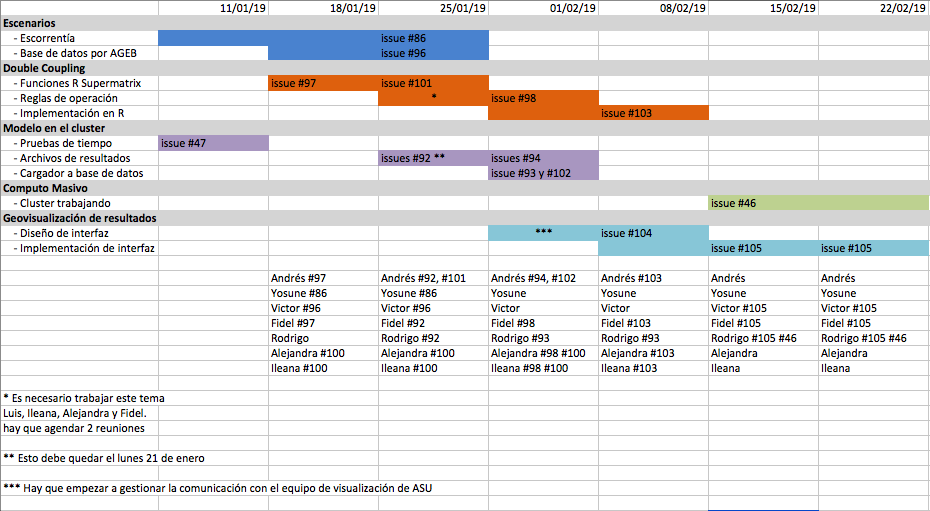 11/01/19 18/01/19 25/01/19 01/02/19 08/02/19 15/02/19 22/02/19
Escenarios
- Escorrentía issue #86
- Base de datos por AGEB issue #96
Double Coupling
- Funciones R Supermatrix issue #97 issue #101
- Reglas de operación * issue #98
- Implementación en R issue #103
Modelo en el cluster
- Pruebas de tiempo issue #47
- Archivos de resultados issues #92 ** issues #94
- Cargador a base de datos issue #93 y #102
Computo Masivo
- Cluster trabajando issue #46
Geovisualización de resultados
- Diseño de interfaz *** issue #104
- Implementación de interfaz issue #105 issue #105
Andrés #97 Andrés #92, #101 Andrés #94, #102 Andrés #103 Andrés Andrés
Yosune #86 Yosune #86 Yosune Yosune Yosune Yosune
Victor #96 Victor #96 Victor Victor Victor #105 Victor #105
Fidel #97 Fidel #92 Fidel #98 Fidel #103 Fidel #105 Fidel #105
Rodrigo Rodrigo #92 Rodrigo #93 Rodrigo #93 Rodrigo #105 #46 Rodrigo #105 #46
Alejandra #100 Alejandra #100 Alejandra #98 #100 Alejandra #103 Alejandra Alejandra
Ileana #100 Ileana #100 Ileana #98 #100 Ileana #103 Ileana Ileana
* Es necesario trabajar este tema
Luis, Ileana, Alejandra y Fidel.
hay que agendar 2 reuniones
** Esto debe quedar el lunes 21 de enero
*** Hay que empezar a gestionar la comunicación con el equipo de visualización de ASU